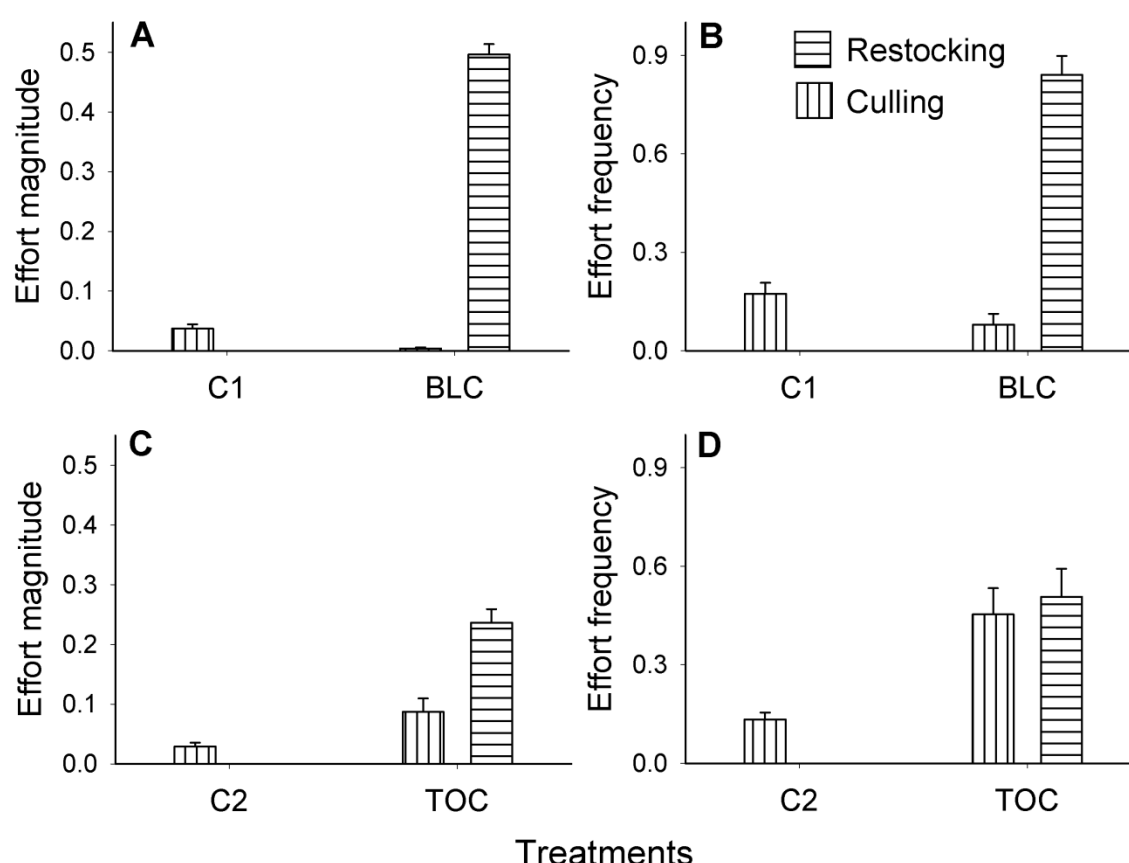 A
Effort magnitude
0.5
0.4
0.3
0.2
0.1
0.0
C1 BLC
B
Restocking
Culling
Effort frequency
0.9
0.6
0.3
0.0
C1 BLC
C
Effort magnitude
0.5
0.4
0.3
0.2
0.1
0.0
C2 TOC
D
Effort frequency
0.9
0.6
0.3
0.0
C2 TOC
Treatments